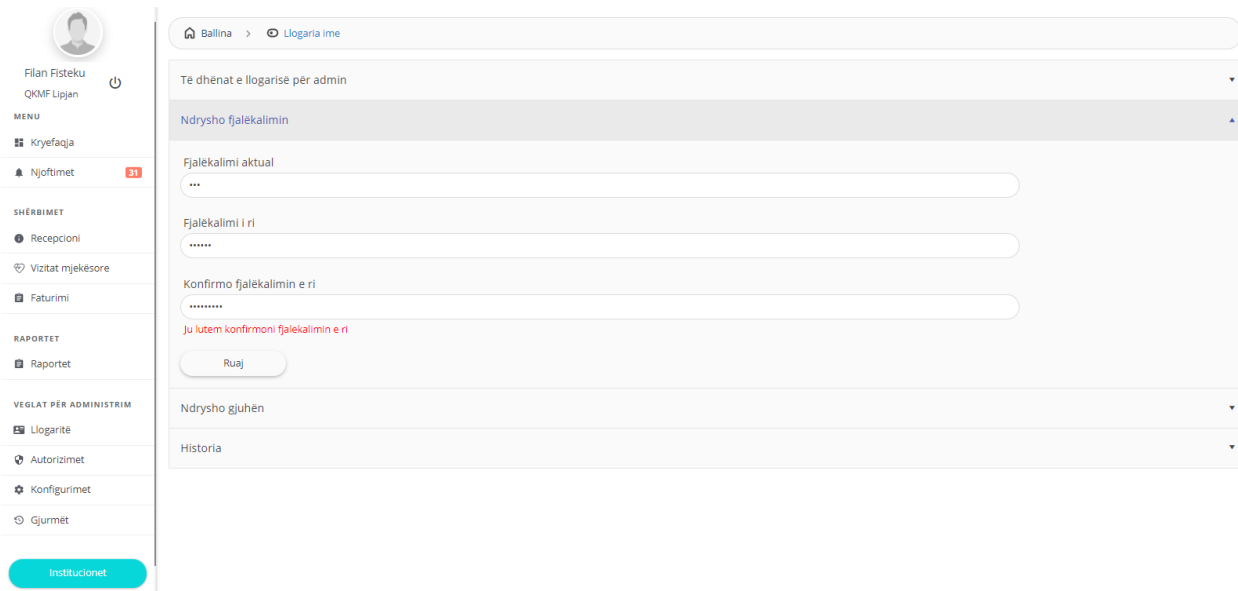 Filan Fisteku
QKMF Lipjan
MENU
Kryefaqja
Njoftimet 31
SHËRBIMET
Recepcioni
Vizitat mjekësore
Faturimi
RAPORTET
Raportet
VEGLAT PËR ADMINISTRIM
Llogaritë
Autorizimet
Konfigurimet
Gjurmët
Institucionet
Ballina > Llogaria ime
Të dhënat e llogarisë për admin
Ndrysho fjalëkalimin
Fjalëkalimi aktual
•••
Fjalëkalimi i ri
••••••
Konfirmo fjalëkalimin e ri
•••••••••
Ju lutem konfirmoni fjalekalimin e ri
Ruaj
Ndrysho gjuhën
Historia